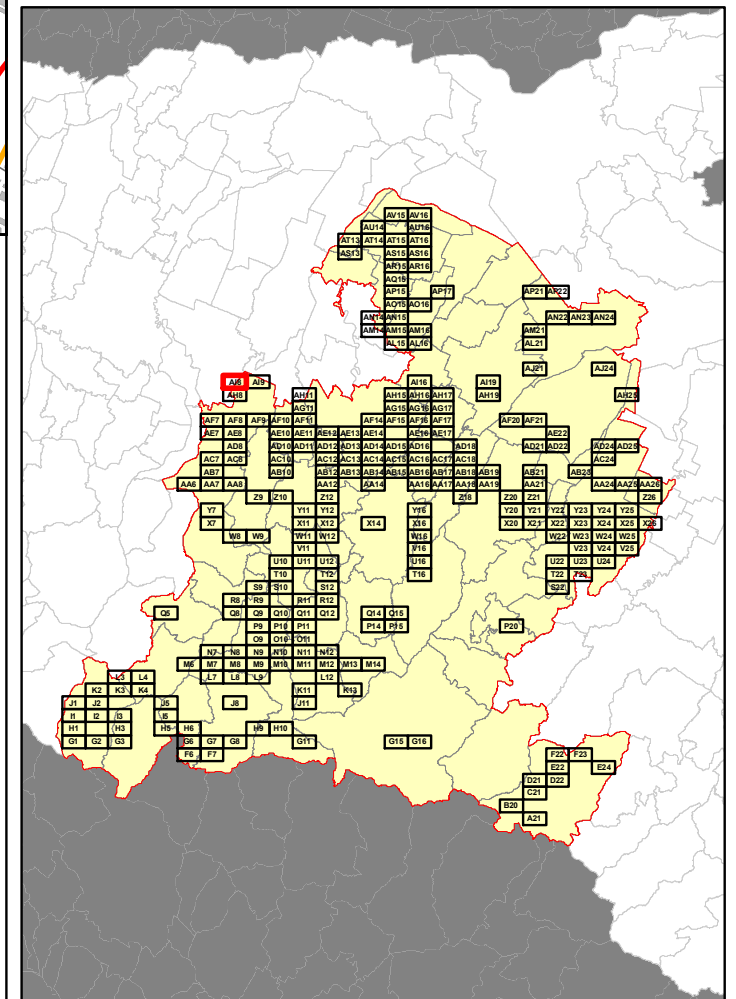 AV15 AV16
AU14 AU16
AT13 AT14 AT15 AT16
AS13 AS15 AS16
AR15 AR16
AQ15
AP15 AP17 AP21 AP22
AO15 AO16
AN14 AN15 AN22 AN23 AN24
AM14 AM15 AM16 AM21
AL15 AL16 AL21
AJ21 AJ24
AI8 AI9 AI16 AI19
AH8 AH11 AH15 AH16 AH17 AH19 AH25
AG11 AG15 AG16 AG17
AF7 AF8 AF9 AF10 AF11 AF14 AF15 AF16 AF17 AF20 AF21
AE7 AE8 AE10 AE11 AE12 AE13 AE14 AE16 AE17 AE22
AD8 AD10 AD11 AD12 AD13 AD14 AD15 AD16 AD18 AD21 AD22 AD24 AD25
AC7 AC8 AC10 AC12 AC13 AC14 AC15 AC16 AC17 AC18 AC24
AB7 AB10 AB12 AB13 AB14 AB15 AB16 AB17 AB18 AB19 AB21 AB23
AA6 AA7 AA8 AA12 AA14 AA16 AA17 AA18 AA19 AA21 AA24 AA25 AA26
Z9 Z10 Z12 Z18 Z20 Z21 Z26
Y7 Y11 Y12 Y16 Y20 Y21 Y22 Y23 Y24 Y25
X7 X11 X12 X14 X16 X20 X21 X22 X23 X24 X25 X26
W8 W9 W11 W12 W16 W22 W23 W24 W25
V11 V16 V23 V24 V25
U10 U11 U12 U16 U22 U23 U24
T10 T12 T16 T22 T23
S9 S10 S12 S22
R8 R9 R11 R12
Q5 Q8 Q9 Q10 Q11 Q12 Q14 Q15
P9 P10 P11 P14 P15 P20
O9 O10 O11
N7 N8 N9 N10 N11 N12
M6 M7 M8 M9 M10 M11 M12 M13 M14
L3 L4 L7 L8 L9 L12
K2 K3 K4 K11 K13
J1 J2 J5 J8 J11
I1 I2 I3 I5
H1 H3 H5 H6 H9 H10
G1 G2 G3 G6 G7 G8 G11 G15 G16
F6 F7 F22 F23
E22 E24
D21 D22
C21
B20
A21